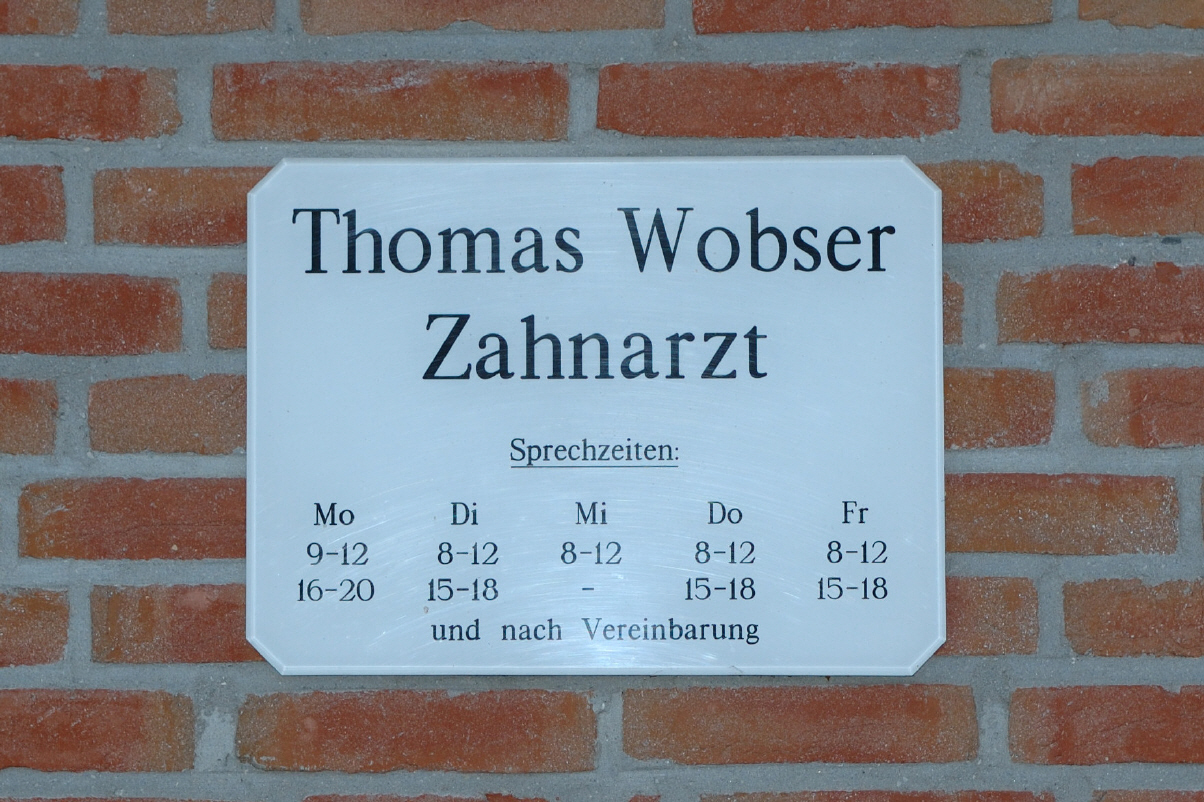 Thomas Wobser
Zahnarzt
Sprechzeiten:
Mo Di Mi Do Fr
9-12 8-12 8-12 8-12 8-12
16-20 15-18 - 15-18 15-18
und nach Vereinbarung